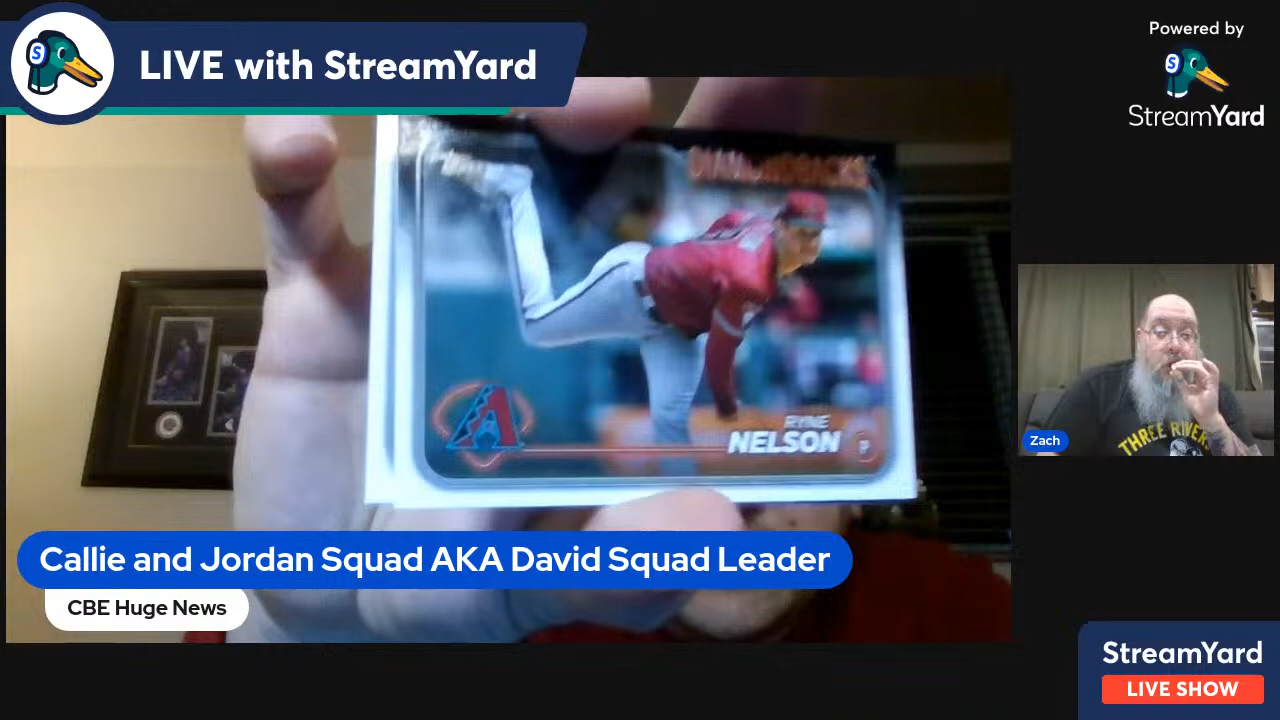 LIVE with StreamYard
Powered by
StreamYard
DIAMONDBACKS
RYNE
NELSON
P
Zach
THREE RIVERS
Callie and Jordan Squad AKA David Squad Leader
CBE Huge News
StreamYard
LIVE SHOW